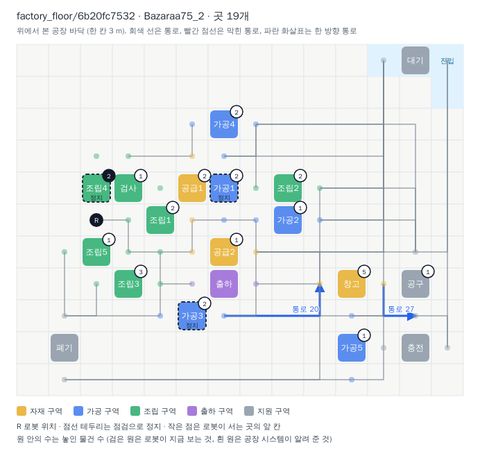 factory_floor/6b20fc7532 · Bazaraa75_2 · 곳 19개
위에서 본 공장 바닥 (한 칸 3 m). 회색 선은 통로, 빨간 점선은 막힌 통로, 파란 화살표는 한 방향 통로
대기
진입
2
가공4
2 1 2 2 2
조립4 검사 공급1 가공1 조립2
정지 정지
2 1
R 조립1 가공2
1 1
조립5 공급2
3 5 1
조립3 출하 창고 공구
2
가공3 통로 20 통로 27
정지
1
폐기 가공5 충전
자재 구역 가공 구역 조립 구역 출하 구역 지원 구역
R 로봇 위치 · 점선 테두리는 점검으로 정지 · 작은 점은 로봇이 서는 곳의 앞 칸
원 안의 수는 놓인 물건 수 (검은 원은 로봇이 지금 보는 것, 흰 원은 공장 시스템이 알려 준 것)